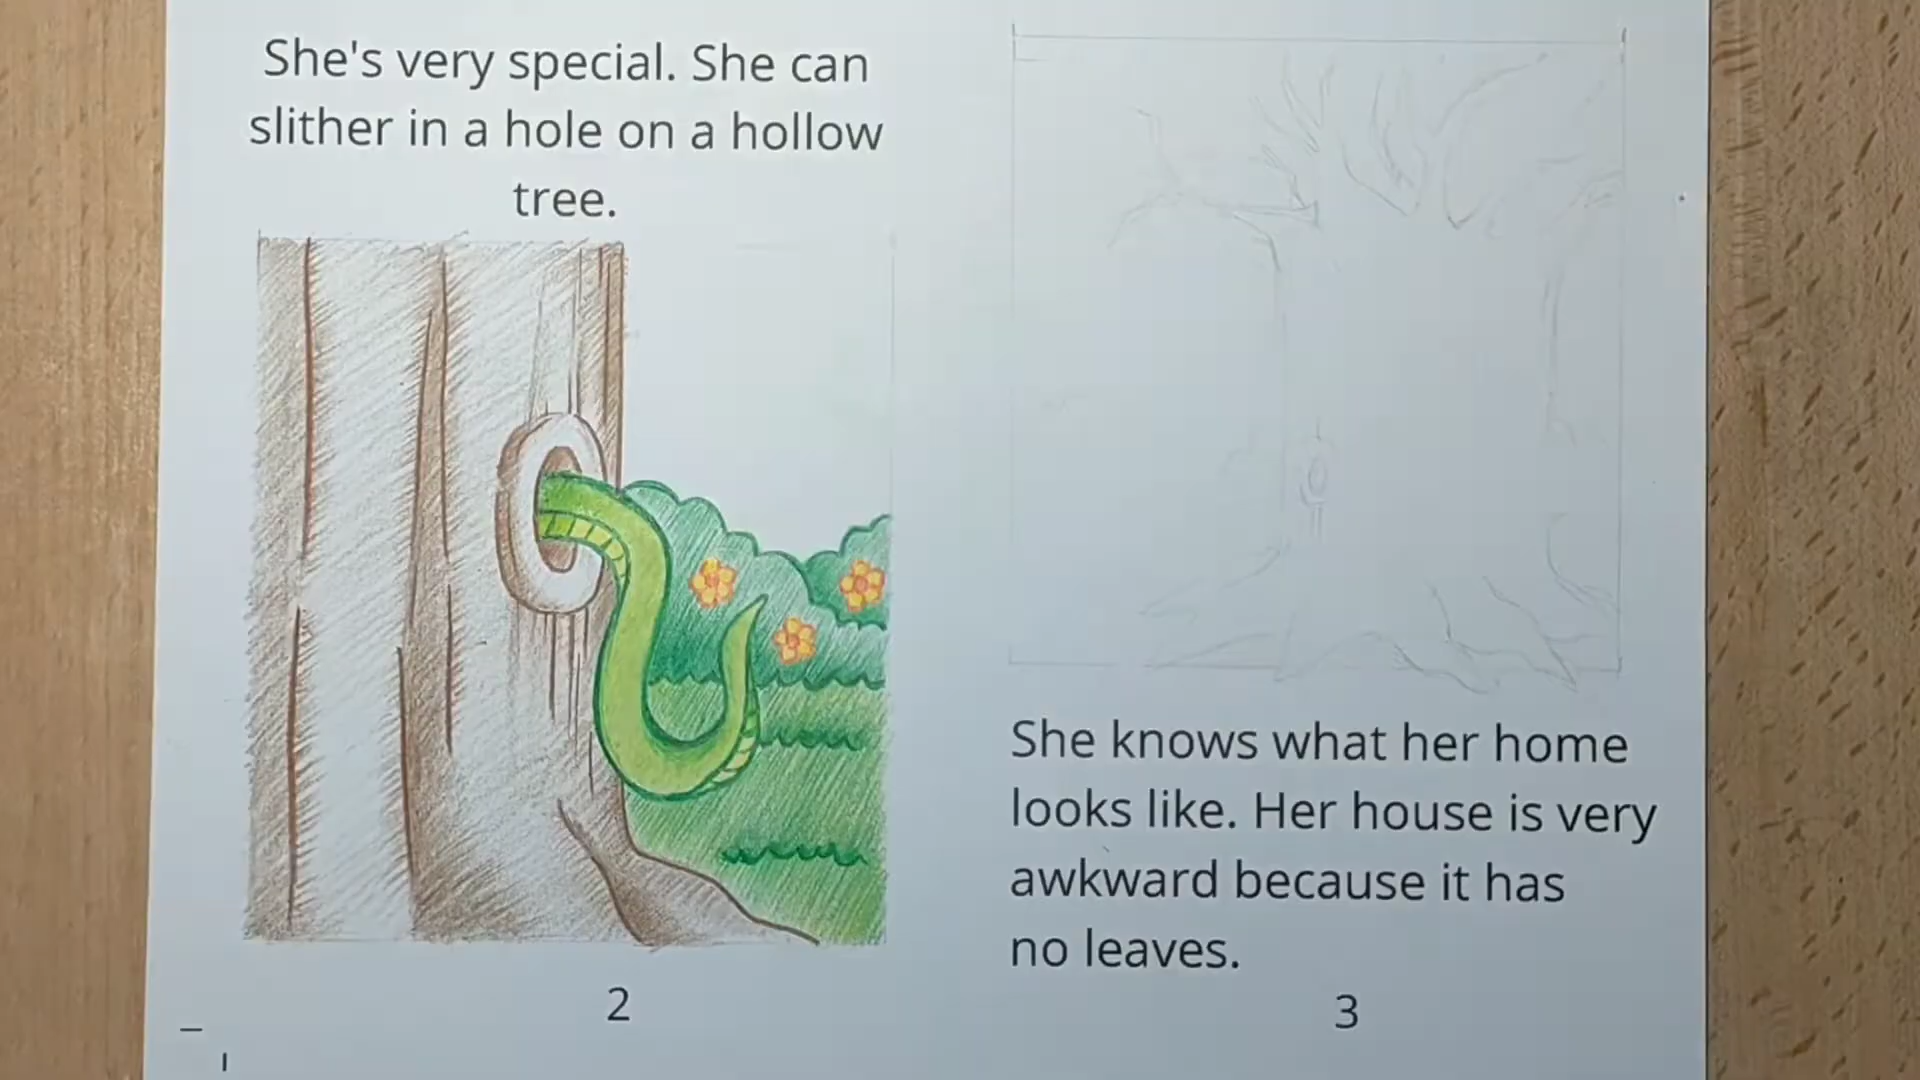 She's very special. She can
slither in a hole on a hollow
tree.
2
She knows what her home
looks like. Her house is very
awkward because it has
no leaves.
3